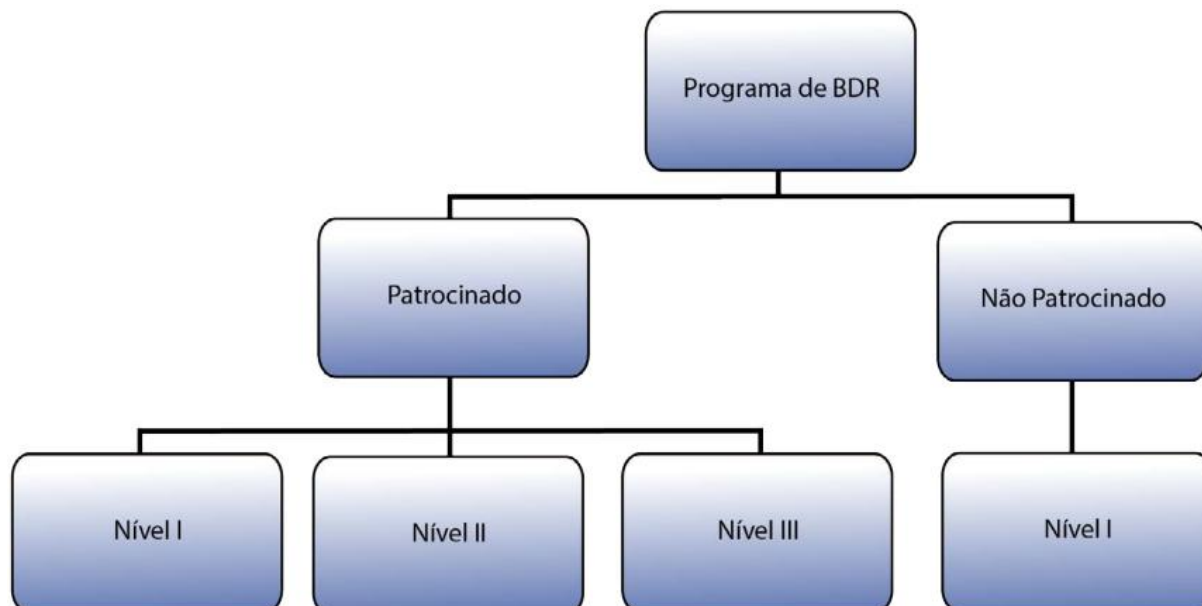 Programa de BDR
Patrocinado
Não Patrocinado
Nível I
Nível II
Nível III
Nível I